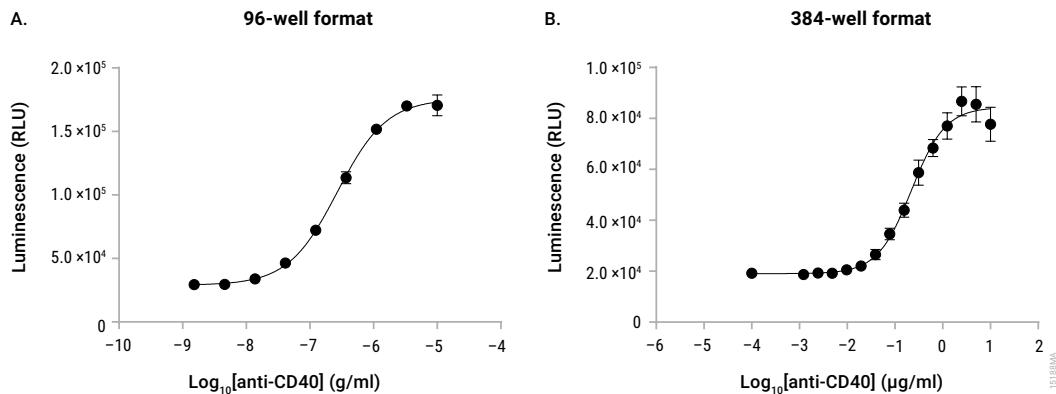 A.
96-well format
2.0 ×10⁵
1.5 ×10⁵
1.0 ×10⁵
5.0 ×10⁴
0
−10 −9 −8 −7 −6 −5 −4
Luminescence (RLU)
Log₁₀[anti-CD40] (g/ml)
B.
384-well format
1.0 ×10⁵
8.0 ×10⁴
6.0 ×10⁴
4.0 ×10⁴
2.0 ×10⁴
0
−6 −5 −4 −3 −2 −1 0 1 2
Luminescence (RLU)
Log₁₀[anti-CD40] (µg/ml)
15188MA